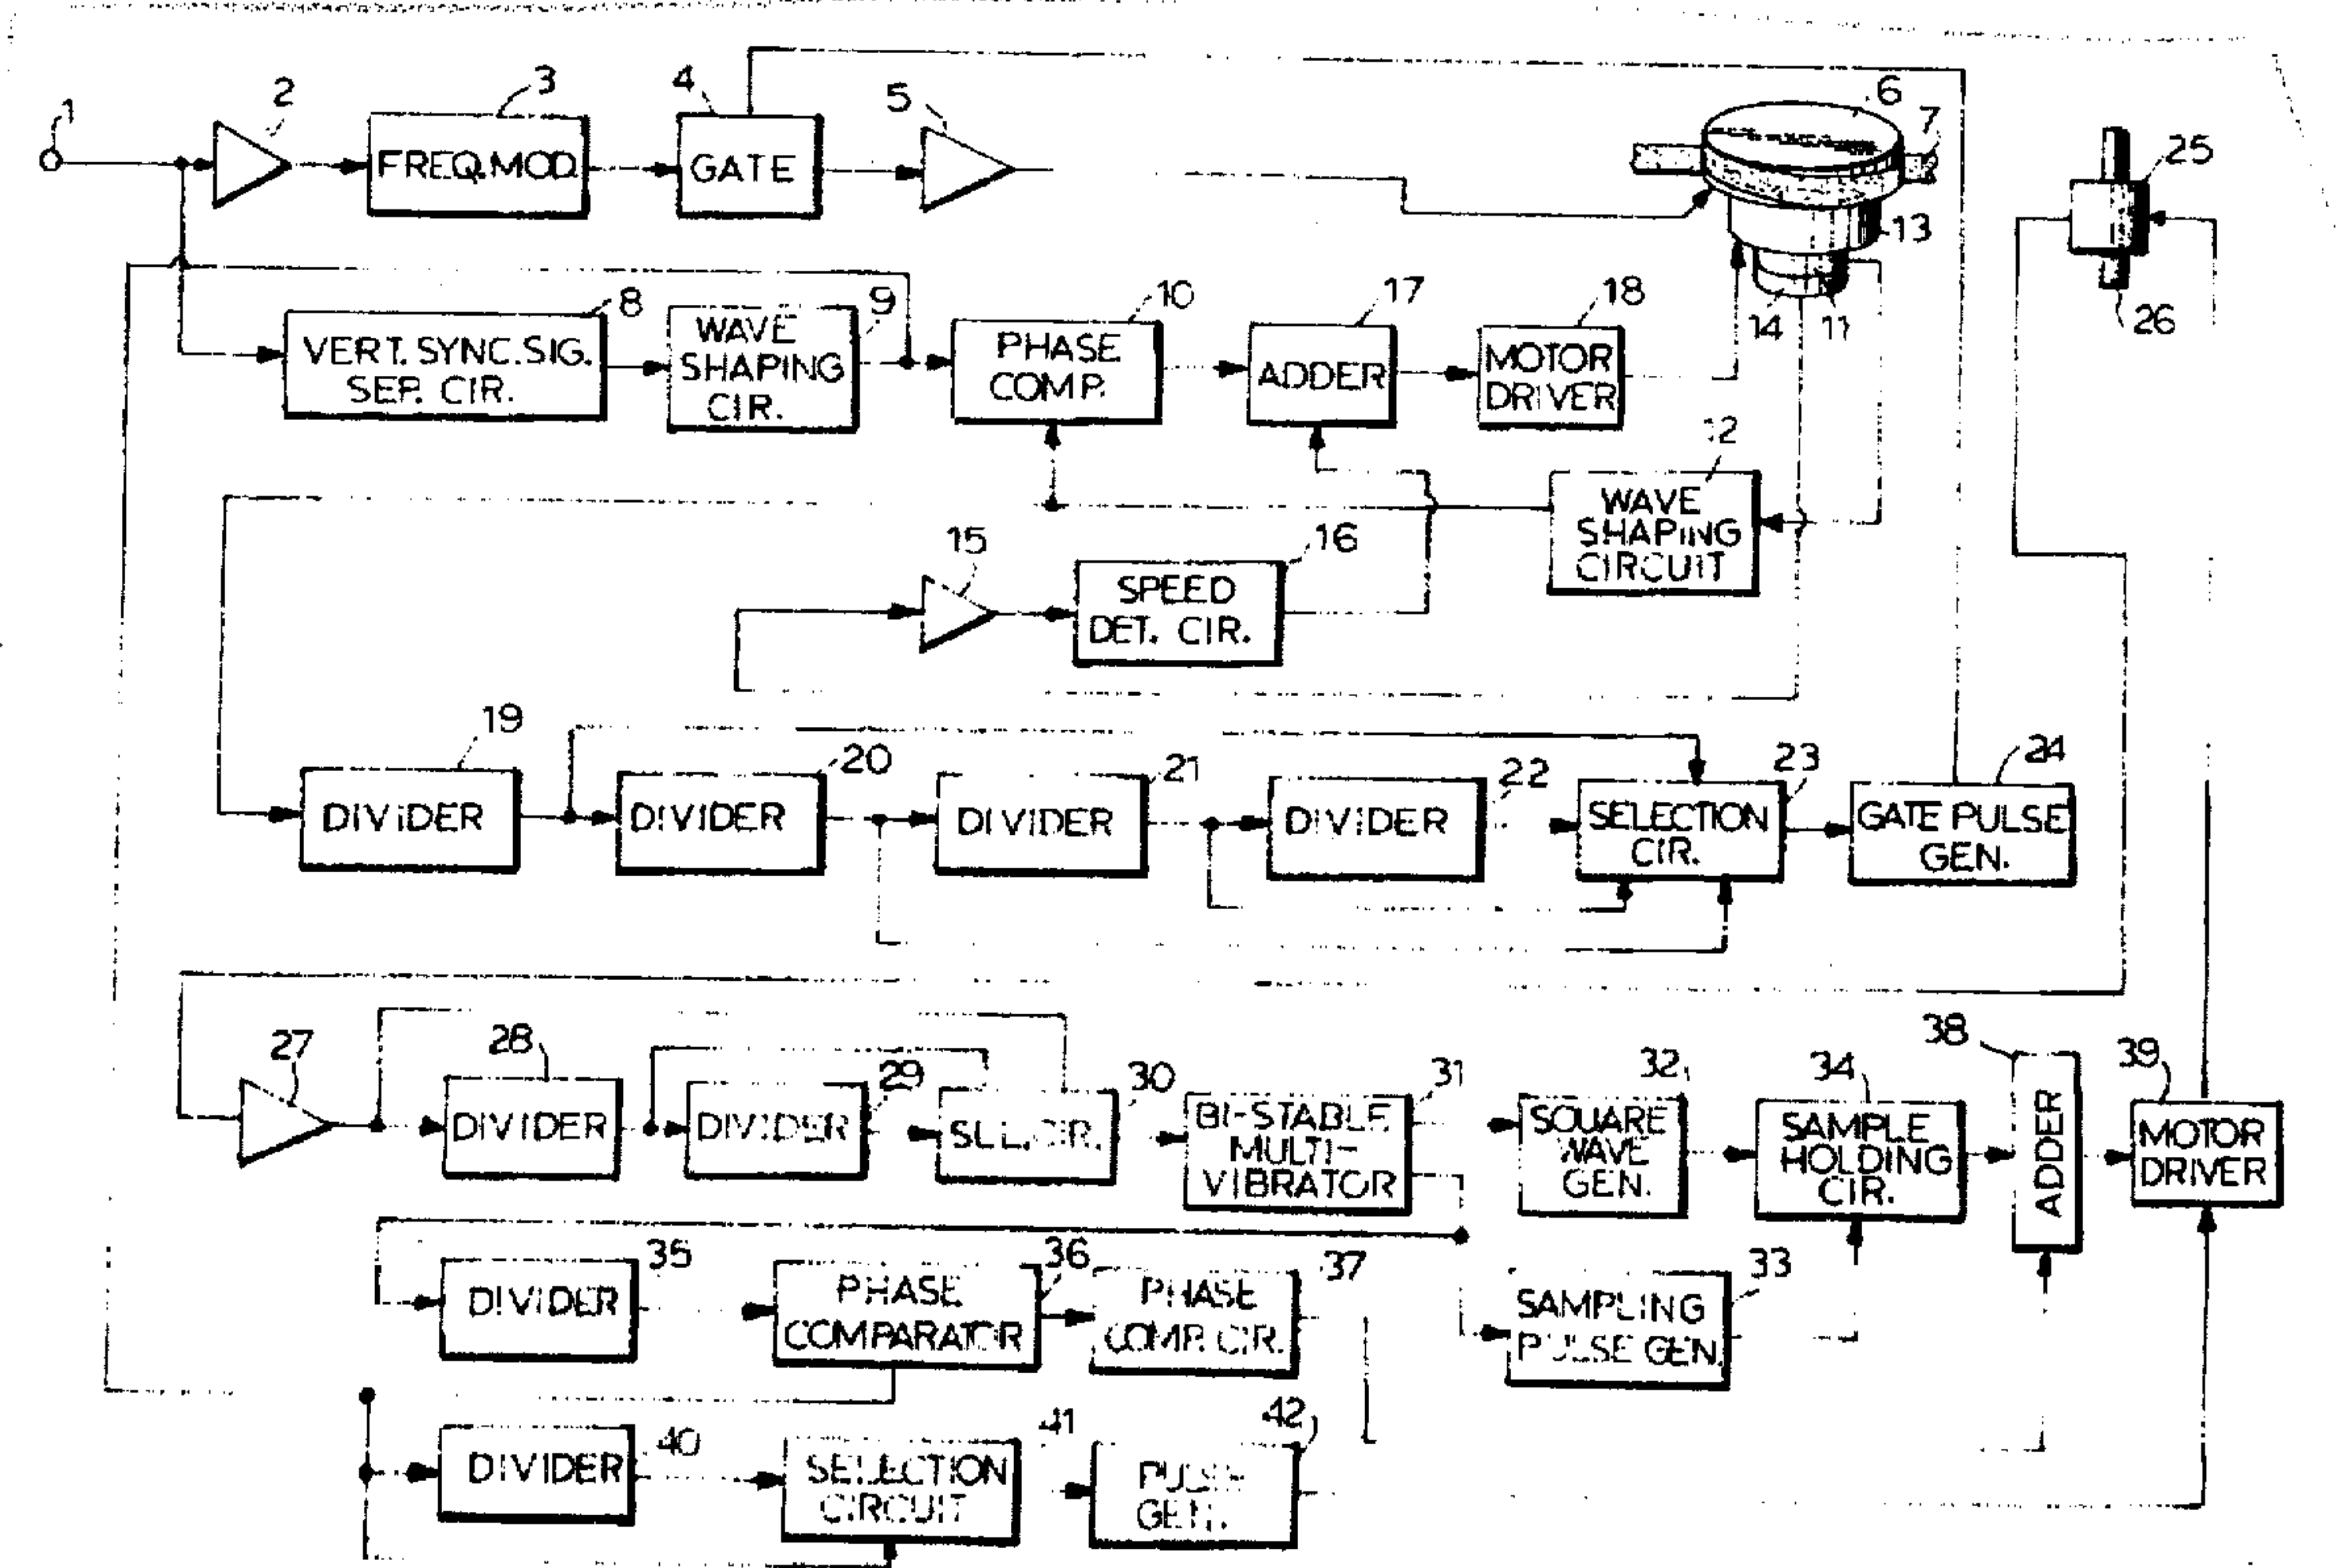 1
2
3
4
5
6
7
25
FREQ.MOD.
GATE
13
8
9
10
17
18
14
11
26
VERT. SYNC. SIG.
SEP. CIR.
WAVE
SHAPING
CIR.
PHASE
COMP.
ADDER
MOTOR
DRIVER
12
WAVE
SHAPING
CIRCUIT
15
16
SPEED
DET. CIR.
19
20
21
22
23
24
DIVIDER
DIVIDER
DIVIDER
DIVIDER
SELECTION
CIR.
GATE PULSE
GEN.
27
28
29
30
31
32
34
38
39
DIVIDER
DIVIDER
SEL. CIR.
BI-STABLE
MULTI-
VIBRATOR
SQUARE
WAVE
GEN.
SAMPLE
HOLDING
CIR.
ADDER
MOTOR
DRIVER
35
36
37
33
DIVIDER
PHASE
COMPARATOR
PHASE
COMP. CIR.
SAMPLING
PULSE GEN.
40
41
42
DIVIDER
SELECTION
CIRCUIT
PULSE
GEN.